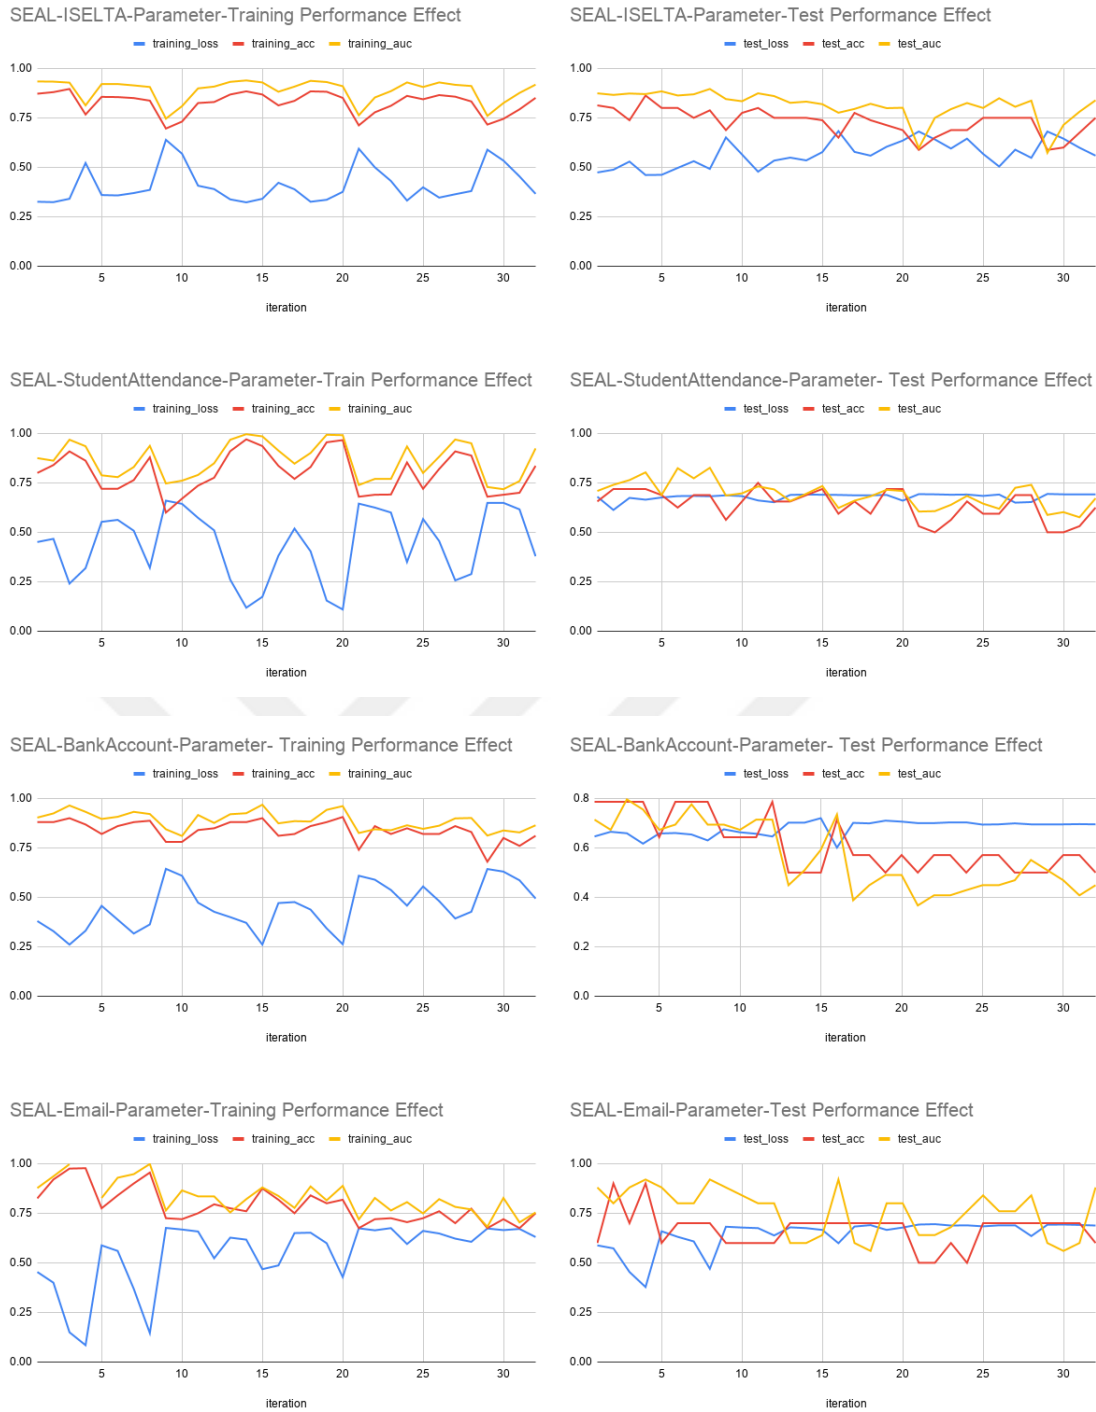 SEAL-ISELTA-Parameter-Training Performance Effect
training_loss training_acc training_auc
1.00
0.75
0.50
0.25
0.00
5 10 15 20 25 30
iteration
SEAL-ISELTA-Parameter-Test Performance Effect
test_loss test_acc test_auc
1.00
0.75
0.50
0.25
0.00
5 10 15 20 25 30
iteration
SEAL-StudentAttendance-Parameter-Train Performance Effect
training_loss training_acc training_auc
1.00
0.75
0.50
0.25
0.00
5 10 15 20 25 30
iteration
SEAL-StudentAttendance-Parameter- Test Performance Effect
test_loss test_acc test_auc
1.00
0.75
0.50
0.25
0.00
5 10 15 20 25 30
iteration
SEAL-BankAccount-Parameter- Training Performance Effect
training_loss training_acc training_auc
1.00
0.75
0.50
0.25
0.00
5 10 15 20 25 30
iteration
SEAL-BankAccount-Parameter- Test Performance Effect
test_loss test_acc test_auc
0.8
0.6
0.4
0.2
0.0
5 10 15 20 25 30
iteration
SEAL-Email-Parameter-Training Performance Effect
training_loss training_acc training_auc
1.00
0.75
0.50
0.25
0.00
5 10 15 20 25 30
iteration
SEAL-Email-Parameter-Test Performance Effect
test_loss test_acc test_auc
1.00
0.75
0.50
0.25
0.00
5 10 15 20 25 30
iteration